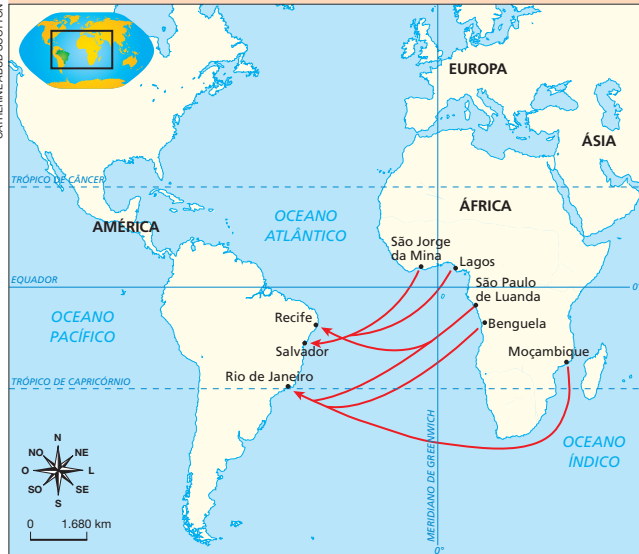 EUROPA
ÁSIA
TRÓPICO DE CÂNCER
ÁFRICA
AMÉRICA
OCEANO
ATLÂNTICO
São Jorge
da Mina
Lagos
EQUADOR
0°
São Paulo
de Luanda
OCEANO
PACÍFICO
Recife
Benguela
Salvador
Moçambique
Rio de Janeiro
TRÓPICO DE CAPRICÓRNIO
MERIDIANO DE GREENWICH
OCEANO
ÍNDICO
N
NO
NE
O
L
SO
SE
S
0
1.680 km
0°